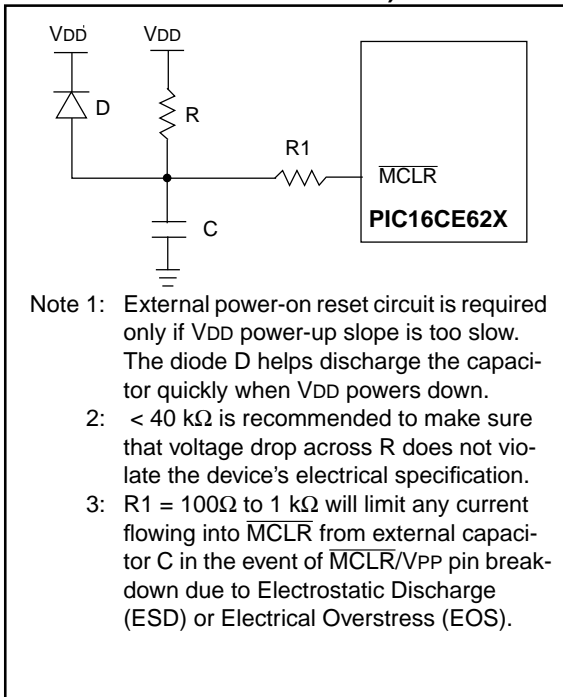 VDD VDD
D
R
R1
MCLR
C
PIC16CE62X
Note 1: External power-on reset circuit is required
only if VDD power-up slope is too slow.
The diode D helps discharge the capaci-
tor quickly when VDD powers down.
2: < 40 kΩ is recommended to make sure
that voltage drop across R does not vio-
late the device's electrical specification.
3: R1 = 100Ω to 1 kΩ will limit any current
flowing into MCLR from external capaci-
tor C in the event of MCLR/VPP pin break-
down due to Electrostatic Discharge
(ESD) or Electrical Overstress (EOS).